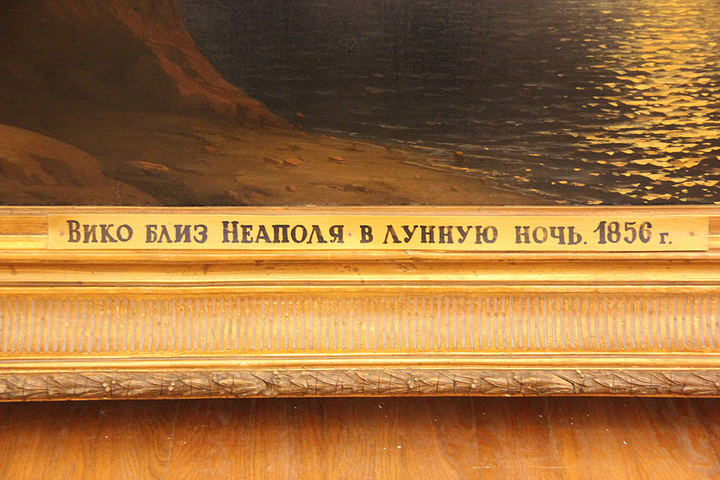 Вико близ Неаполя в лунную ночь. 1856 г.